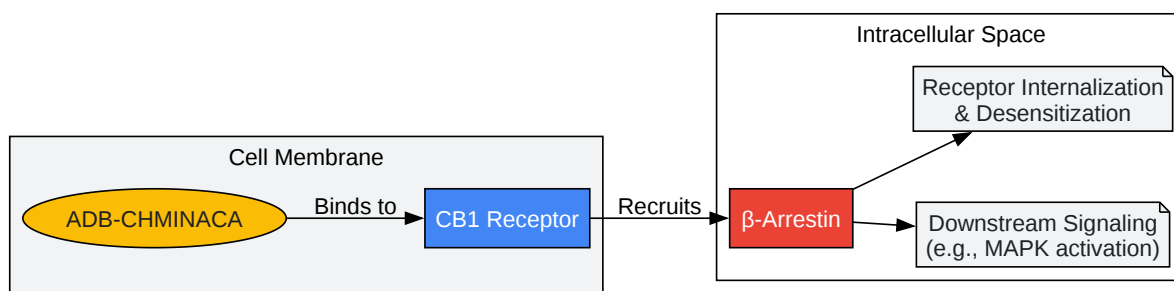 Cell Membrane
ADB-CHMINACA
Binds to
CB1 Receptor
Recruits
Intracellular Space
β-Arrestin
Receptor Internalization
& Desensitization
Downstream Signaling
(e.g., MAPK activation)